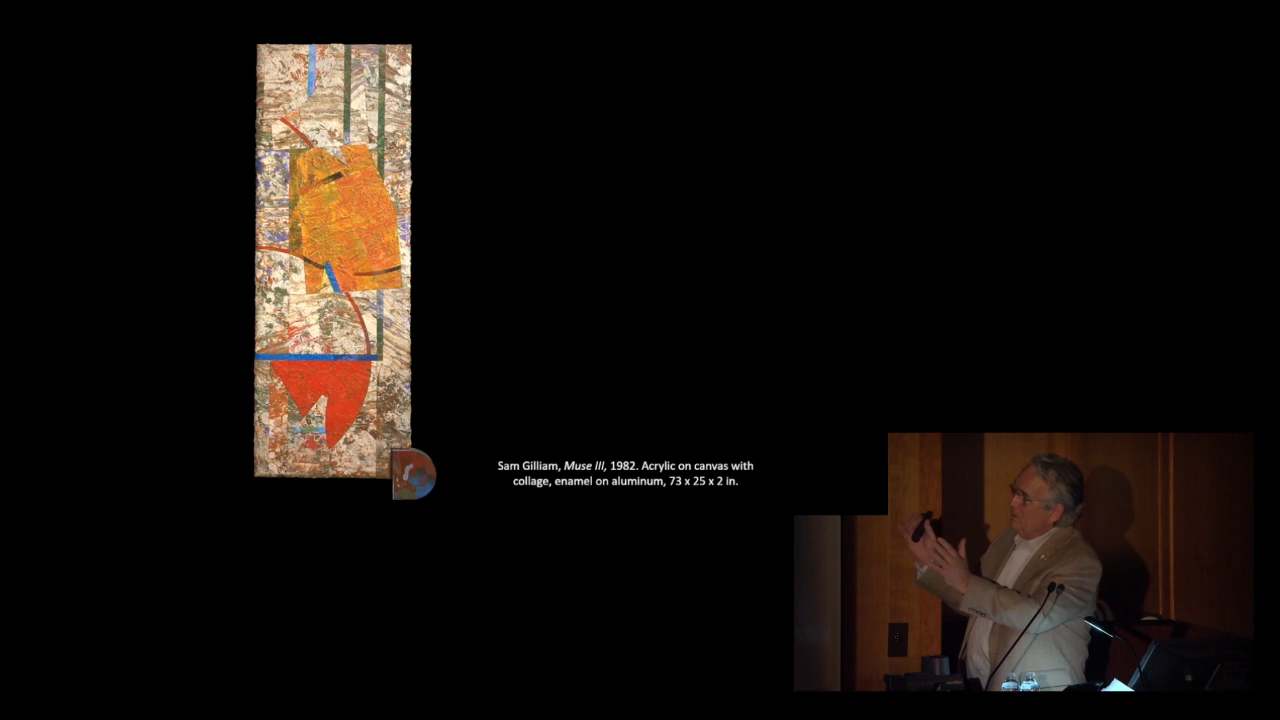 Sam Gilliam, Muse III, 1982. Acrylic on canvas with
collage, enamel on aluminum, 73 x 25 x 2 in.